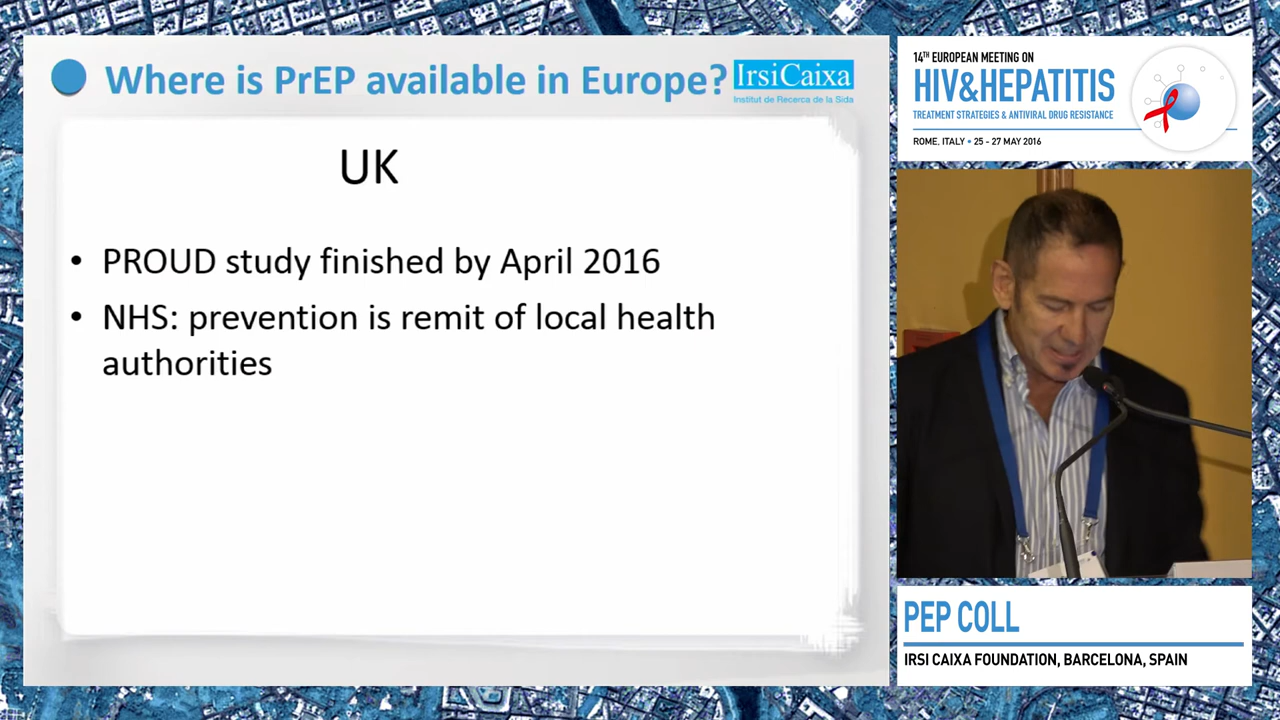 Where is PrEP available in Europe?
IrsiCaixa
Institut de Recerca de la Sida
UK
• PROUD study finished by April 2016
• NHS: prevention is remit of local health
authorities
14TH EUROPEAN MEETING ON
HIV&HEPATITIS
TREATMENT STRATEGIES & ANTIVIRAL DRUG RESISTANCE
ROME, ITALY • 25 - 27 MAY 2016
PEP COLL
IRSI CAIXA FOUNDATION, BARCELONA, SPAIN